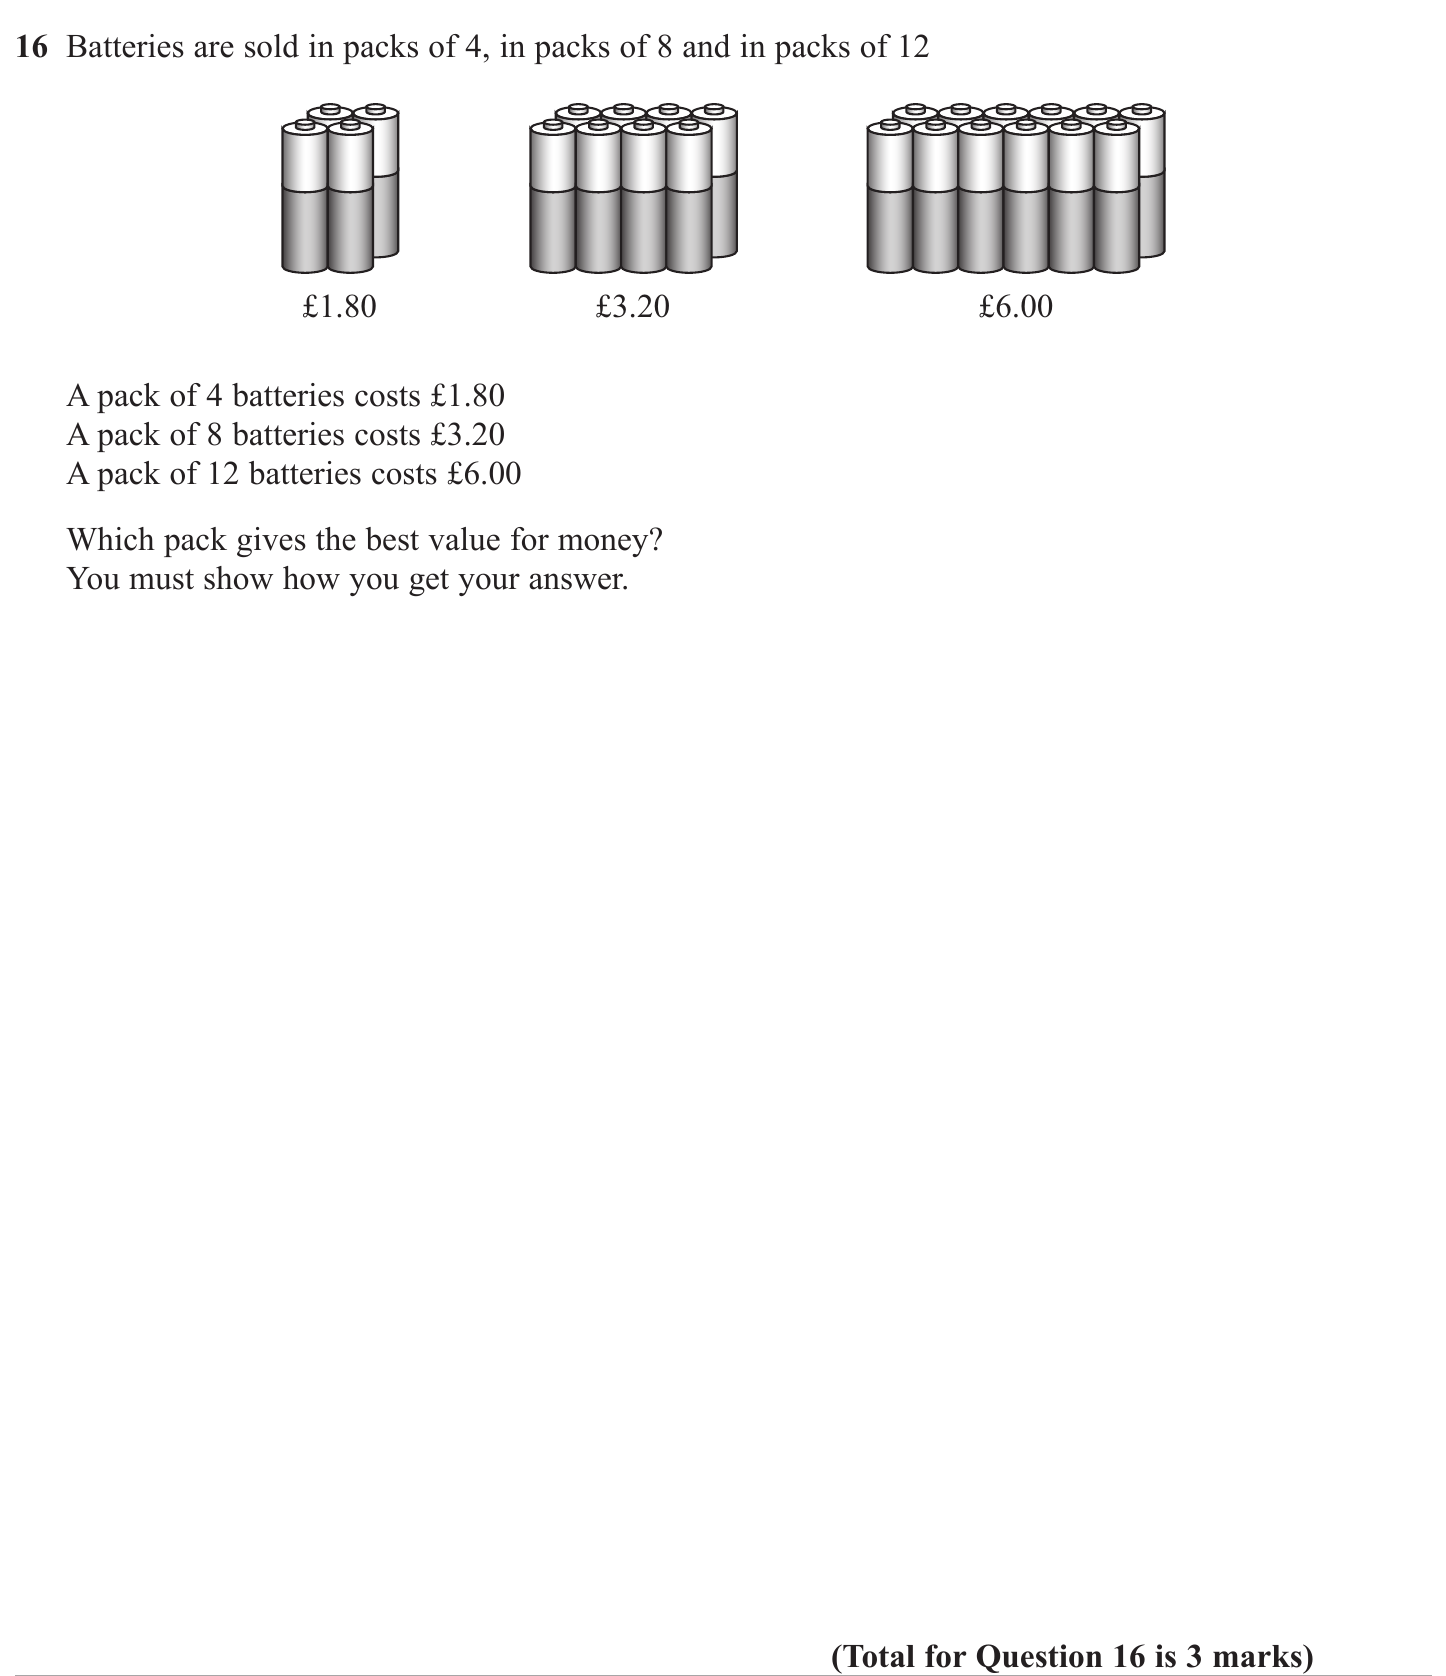 16 Batteries are sold in packs of 4, in packs of 8 and in packs of 12
£1.80 £3.20 £6.00
A pack of 4 batteries costs £1.80
A pack of 8 batteries costs £3.20
A pack of 12 batteries costs £6.00
Which pack gives the best value for money?
You must show how you get your answer.
(Total for Question 16 is 3 marks)